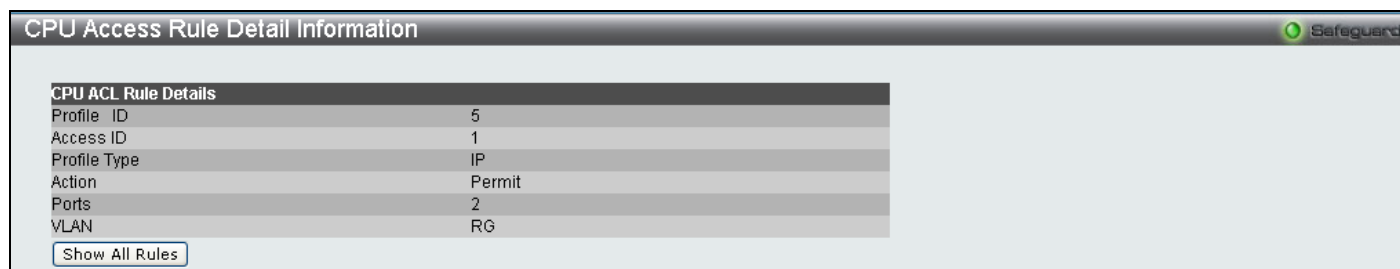 CPU Access Rule Detail Information
Safeguard
CPU ACL Rule Details
Profile ID 5
Access ID 1
Profile Type IP
Action Permit
Ports 2
VLAN RG
Show All Rules